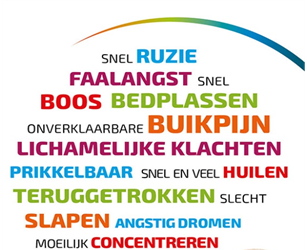 SNEL RUZIE
FAALANGST SNEL
BOOS BEDPLASSEN
ONVERKLAARBARE BUIKPIJN
LICHAMELIJKE KLACHTEN
PRIKKELBAAR SNEL EN VEEL HUILEN
TERUGGETROKKEN SLECHT
SLAPEN ANGSTIG DROMEN
MOEILIJK CONCENTREREN